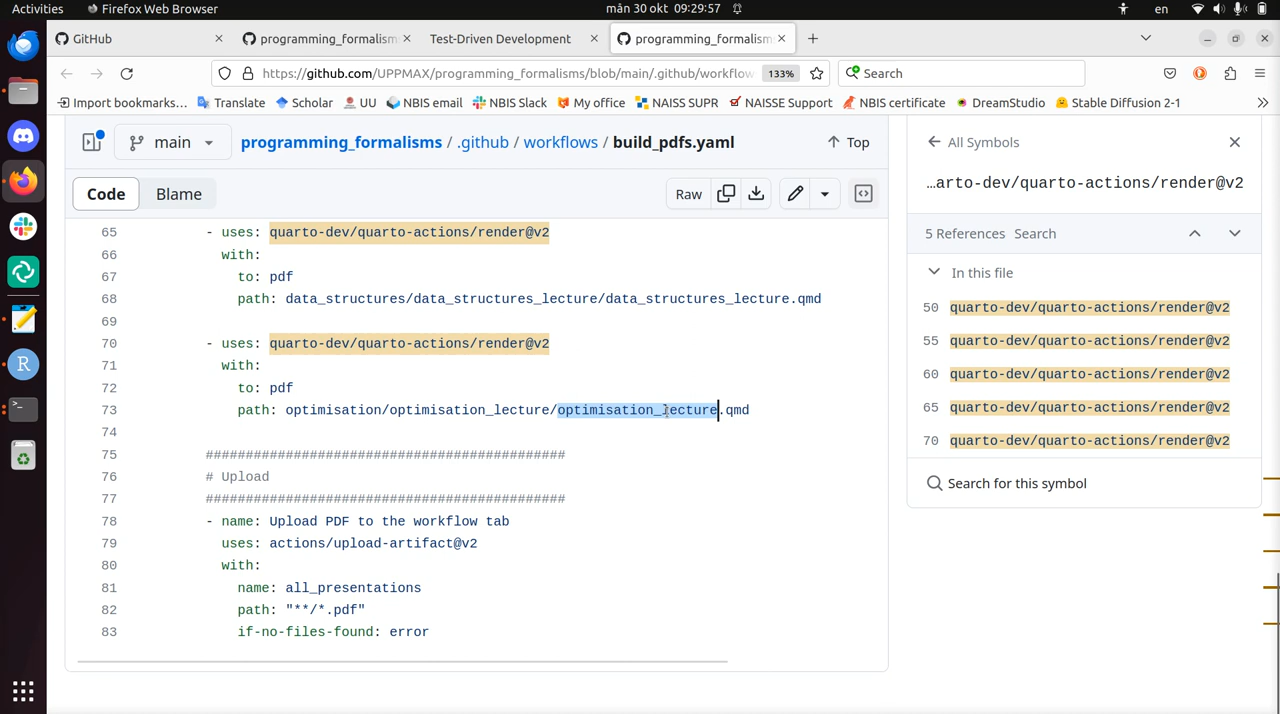 Activities
Firefox Web Browser
mån 30 okt 09:29:57
en
GitHub
programming_formalism
Test-Driven Development
programming_formalism
https://github.com/UPPMAX/programming_formalisms/blob/main/.github/workflow
133%
Search
Import bookmarks…
Translate
Scholar
UU
NBIS email
NBIS Slack
My office
NAISS SUPR
NAISSE Support
NBIS certificate
DreamStudio
Stable Diffusion 2-1
main
programming_formalisms / .github / workflows / build_pdfs.yaml
Top
Code
Blame
Raw
65 - uses: quarto-dev/quarto-actions/render@v2
66 with:
67 to: pdf
68 path: data_structures/data_structures_lecture/data_structures_lecture.qmd
69
70 - uses: quarto-dev/quarto-actions/render@v2
71 with:
72 to: pdf
73 path: optimisation/optimisation_lecture/optimisation_lecture.qmd
74
75 #############################################
76 # Upload
77 #############################################
78 - name: Upload PDF to the workflow tab
79 uses: actions/upload-artifact@v2
80 with:
81 name: all_presentations
82 path: "**/*.pdf"
83 if-no-files-found: error
All Symbols
…arto-dev/quarto-actions/render@v2
5 References Search
In this file
50 quarto-dev/quarto-actions/render@v2
55 quarto-dev/quarto-actions/render@v2
60 quarto-dev/quarto-actions/render@v2
65 quarto-dev/quarto-actions/render@v2
70 quarto-dev/quarto-actions/render@v2
Search for this symbol
R